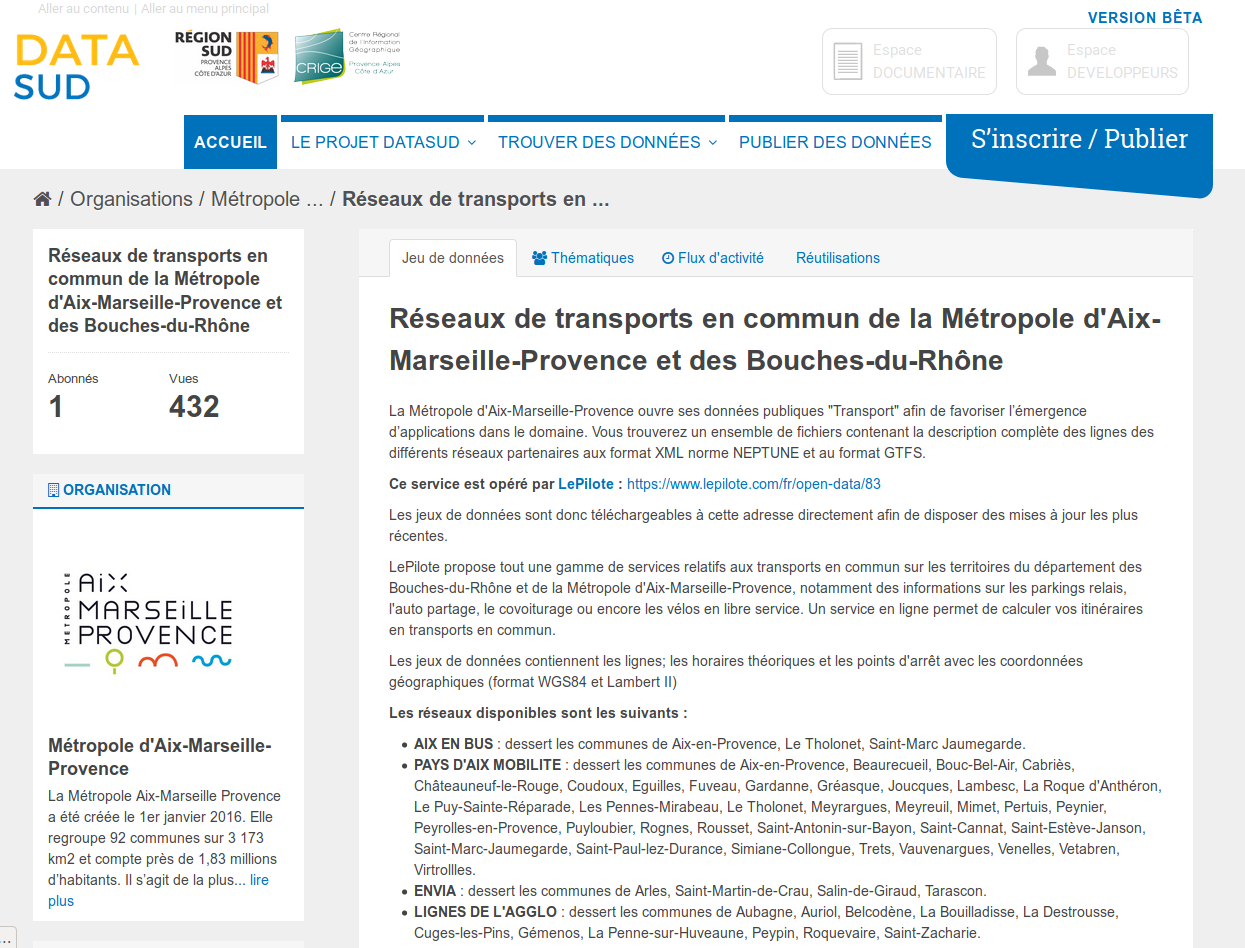 Aller au contenu | Aller au menu principal
VERSION BÊTA
DATA
SUD
RÉGION
SUD
PROVENCE
ALPES
CÔTE D'AZUR
CRIGE
Centre Régional
de l'Information
Géographique
Provence Alpes
Côte d'Azur
Espace
DOCUMENTAIRE
Espace
DEVELOPPEURS
ACCUEIL LE PROJET DATASUD TROUVER DES DONNÉES PUBLIER DES DONNÉES S'inscrire / Publier
/ Organisations / Métropole ... / Réseaux de transports en ...
Réseaux de transports en
commun de la Métropole
d'Aix-Marseille-Provence et
des Bouches-du-Rhône
Abonnés Vues
1 432
ORGANISATION
MÉTROPOLE
AiX
MARSEiLLE
PROVENCE
Métropole d'Aix-Marseille-
Provence
La Métropole Aix-Marseille Provence
a été créée le 1er janvier 2016. Elle
regroupe 92 communes sur 3 173
km2 et compte près de 1,83 millions
d'habitants. Il s'agit de la plus... lire
plus
Jeu de données Thématiques Flux d'activité Réutilisations
Réseaux de transports en commun de la Métropole d'Aix-
Marseille-Provence et des Bouches-du-Rhône
La Métropole d'Aix-Marseille-Provence ouvre ses données publiques "Transport" afin de favoriser l'émergence
d'applications dans le domaine. Vous trouverez un ensemble de fichiers contenant la description complète des lignes des
différents réseaux partenaires aux format XML norme NEPTUNE et au format GTFS.
Ce service est opéré par LePilote : https://www.lepilote.com/fr/open-data/83
Les jeux de données sont donc téléchargeables à cette adresse directement afin de disposer des mises à jour les plus
récentes.
LePilote propose tout une gamme de services relatifs aux transports en commun sur les territoires du département des
Bouches-du-Rhône et de la Métropole d'Aix-Marseille-Provence, notamment des informations sur les parkings relais,
l'auto partage, le covoiturage ou encore les vélos en libre service. Un service en ligne permet de calculer vos itinéraires
en transports en commun.
Les jeux de données contiennent les lignes; les horaires théoriques et les points d'arrêt avec les coordonnées
géographiques (format WGS84 et Lambert II)
Les réseaux disponibles sont les suivants :
• AIX EN BUS : dessert les communes de Aix-en-Provence, Le Tholonet, Saint-Marc Jaumegarde.
• PAYS D'AIX MOBILITE : dessert les communes de Aix-en-Provence, Beaurecueil, Bouc-Bel-Air, Cabriès,
Châteauneuf-le-Rouge, Coudoux, Eguilles, Fuveau, Gardanne, Gréasque, Joucques, Lambesc, La Roque d'Anthéron,
Le Puy-Sainte-Réparade, Les Pennes-Mirabeau, Le Tholonet, Meyrargues, Meyreuil, Mimet, Pertuis, Peynier,
Peyrolles-en-Provence, Puyloubier, Rognes, Rousset, Saint-Antonin-sur-Bayon, Saint-Cannat, Saint-Estève-Janson,
Saint-Marc-Jaumegarde, Saint-Paul-lez-Durance, Simiane-Collongue, Trets, Vauvenargues, Venelles, Vetabren,
Virtrollles.
• ENVIA : dessert les communes de Arles, Saint-Martin-de-Crau, Salin-de-Giraud, Tarascon.
• LIGNES DE L'AGGLO : dessert les communes de Aubagne, Auriol, Belcodène, La Bouilladisse, La Destrousse,
Cuges-les-Pins, Gémenos, La Penne-sur-Huveaune, Peypin, Roquevaire, Saint-Zacharie.
...